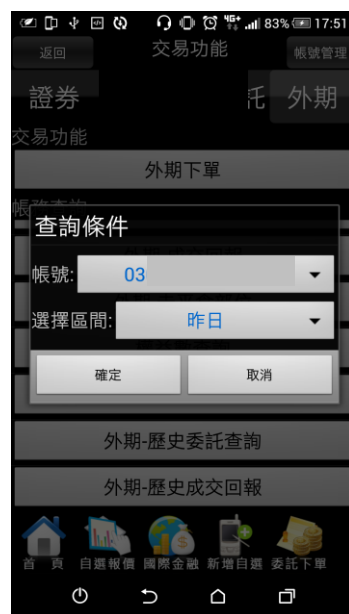 4G+ 83% 17:51
返回 交易功能 帳號管理
證券 託 外期
交易功能
外期下單
查詢條件
帳號: 03
選擇區間: 昨日
確定 取消
外期-歷史委託查詢
外期-歷史成交回報
首 頁 自選報價 國際金融 新增自選 委託下單